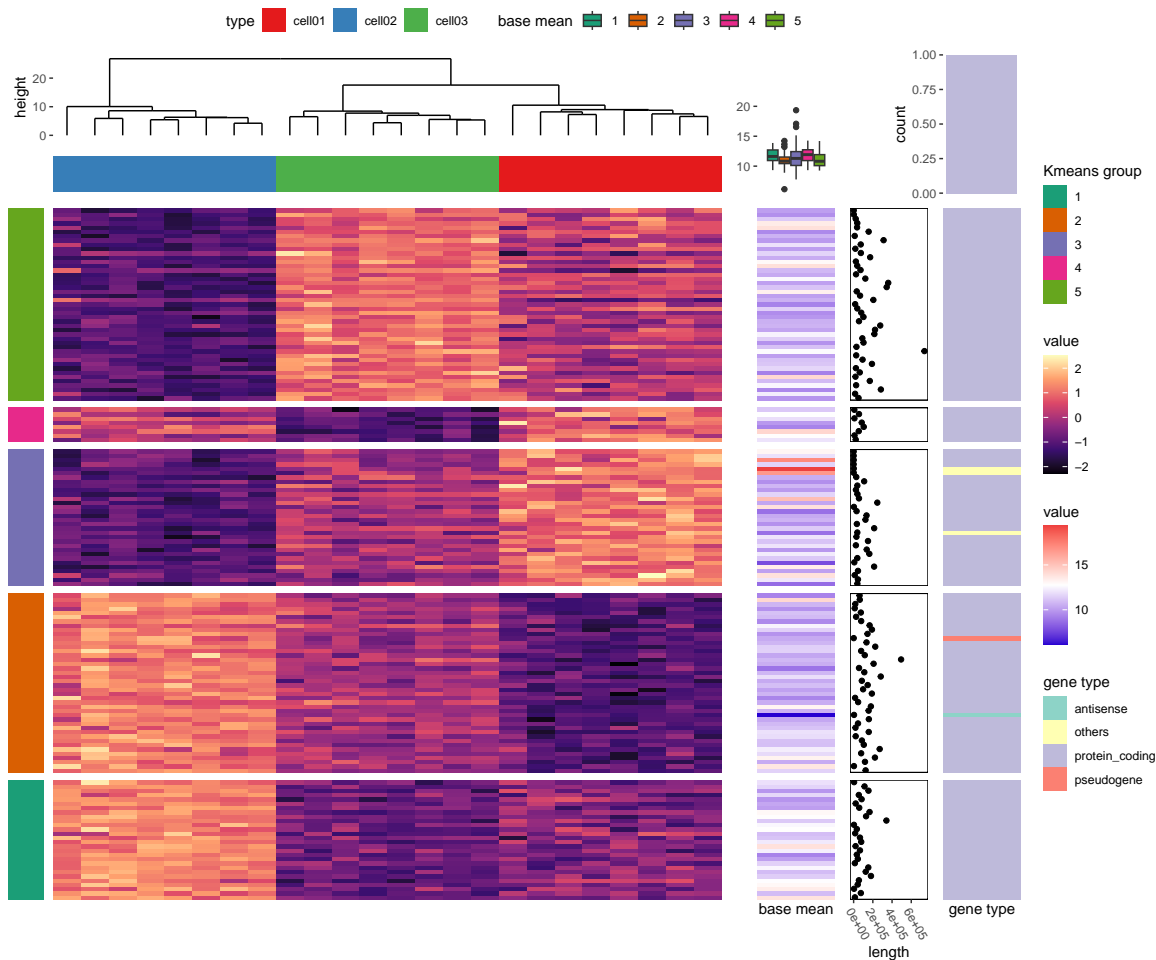 type cell01 cell02 cell03 base mean 1 2 3 4 5
height
20
10
0
20
15
10
count
1.00
0.75
0.50
0.25
0.00
Kmeans group
1
2
3
4
5
value
2
1
0
−1
−2
value
15
10
gene type
antisense
others
protein_coding
pseudogene
base mean
0e+00
2e+05
4e+05
6e+05
length
gene type